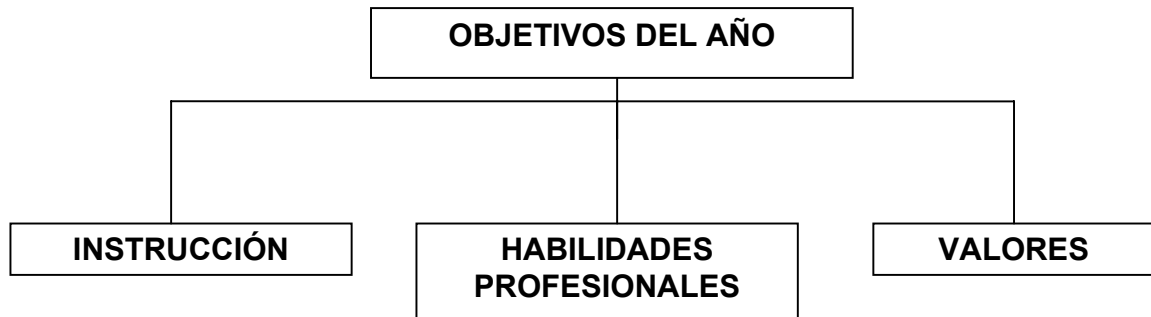 OBJETIVOS DEL AÑO
INSTRUCCIÓN
HABILIDADES
PROFESIONALES
VALORES